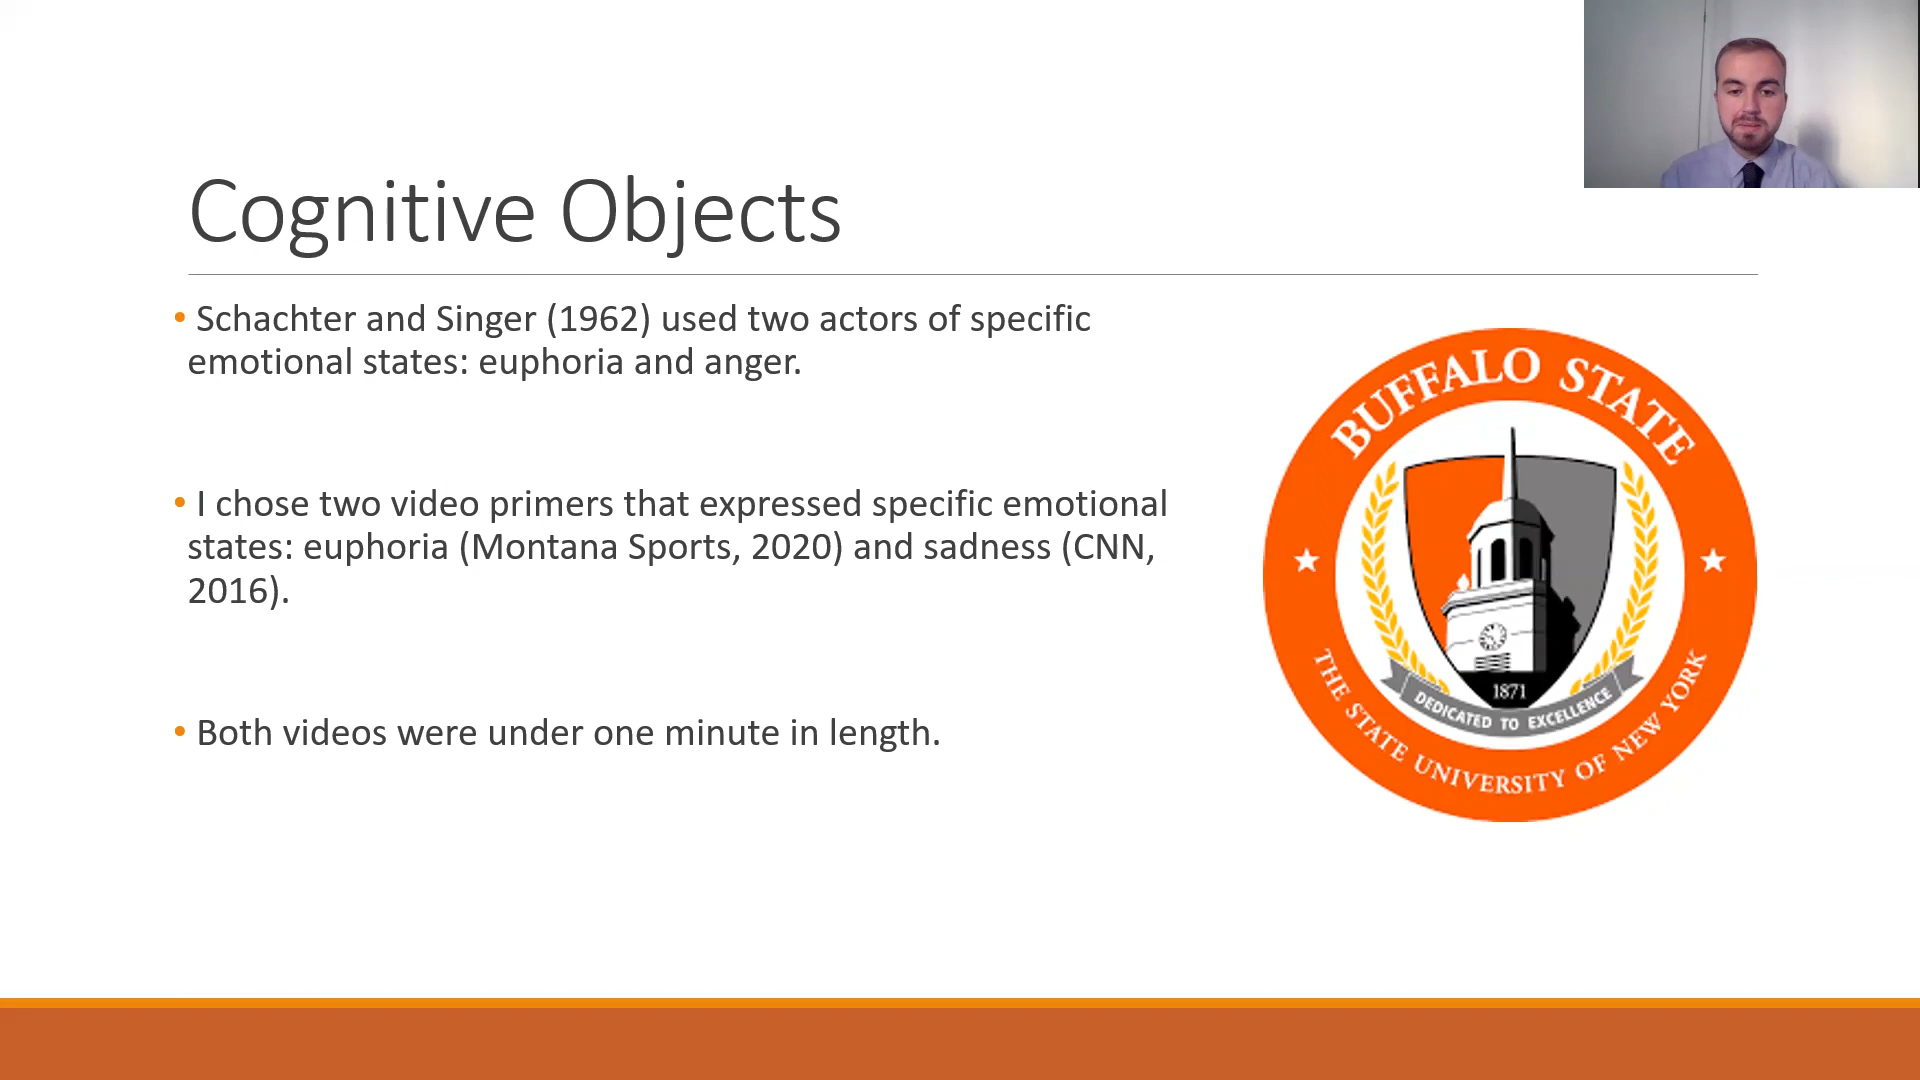 Cognitive Objects
• Schachter and Singer (1962) used two actors of specific
emotional states: euphoria and anger.
• I chose two video primers that expressed specific emotional
states: euphoria (Montana Sports, 2020) and sadness (CNN,
2016).
• Both videos were under one minute in length.
BUFFALO STATE
1871
DEDICATED TO EXCELLENCE
THE STATE UNIVERSITY OF NEW YORK